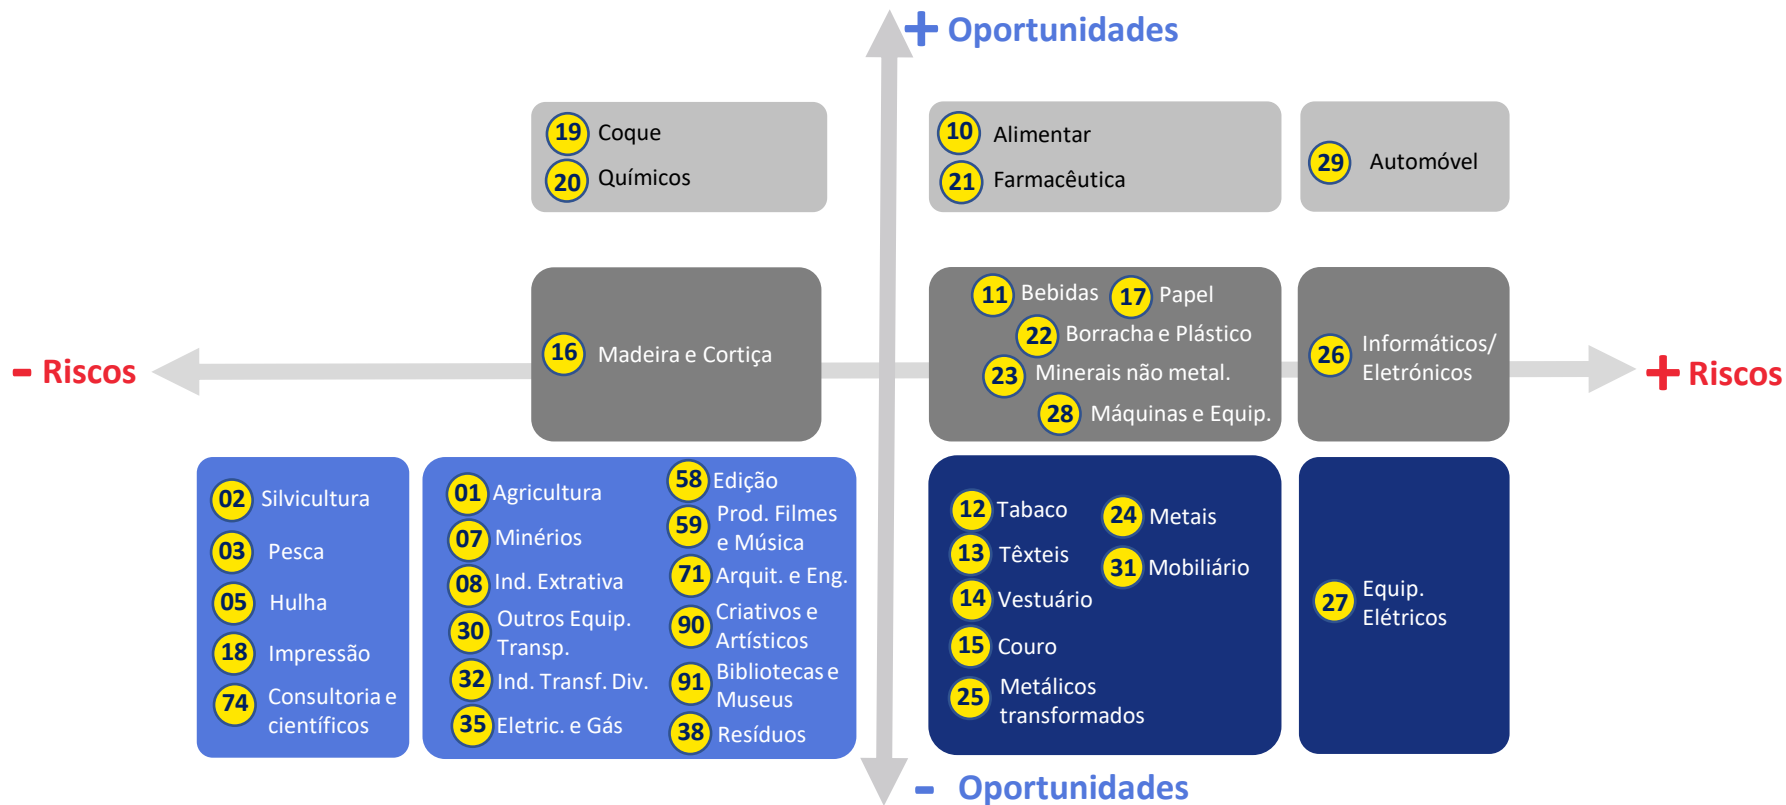 + Oportunidades
19 Coque
20 Químicos
10 Alimentar
21 Farmacêutica
29 Automóvel
- Riscos
16 Madeira e Cortiça
11 Bebidas
17 Papel
22 Borracha e Plástico
23 Minerais não metal.
28 Máquinas e Equip.
26 Informáticos/
Eletrónicos
+ Riscos
02 Silvicultura
03 Pesca
05 Hulha
18 Impressão
74 Consultoria e
científicos
01 Agricultura
07 Minérios
08 Ind. Extrativa
30 Outros Equip.
Transp.
32 Ind. Transf. Div.
35 Eletric. e Gás
58 Edição
59 Prod. Filmes
e Música
71 Arquit. e Eng.
90 Criativos e
Artísticos
91 Bibliotecas e
Museus
38 Resíduos
12 Tabaco
13 Têxteis
14 Vestuário
15 Couro
25 Metálicos
transformados
24 Metais
31 Mobiliário
27 Equip.
Elétricos
- Oportunidades